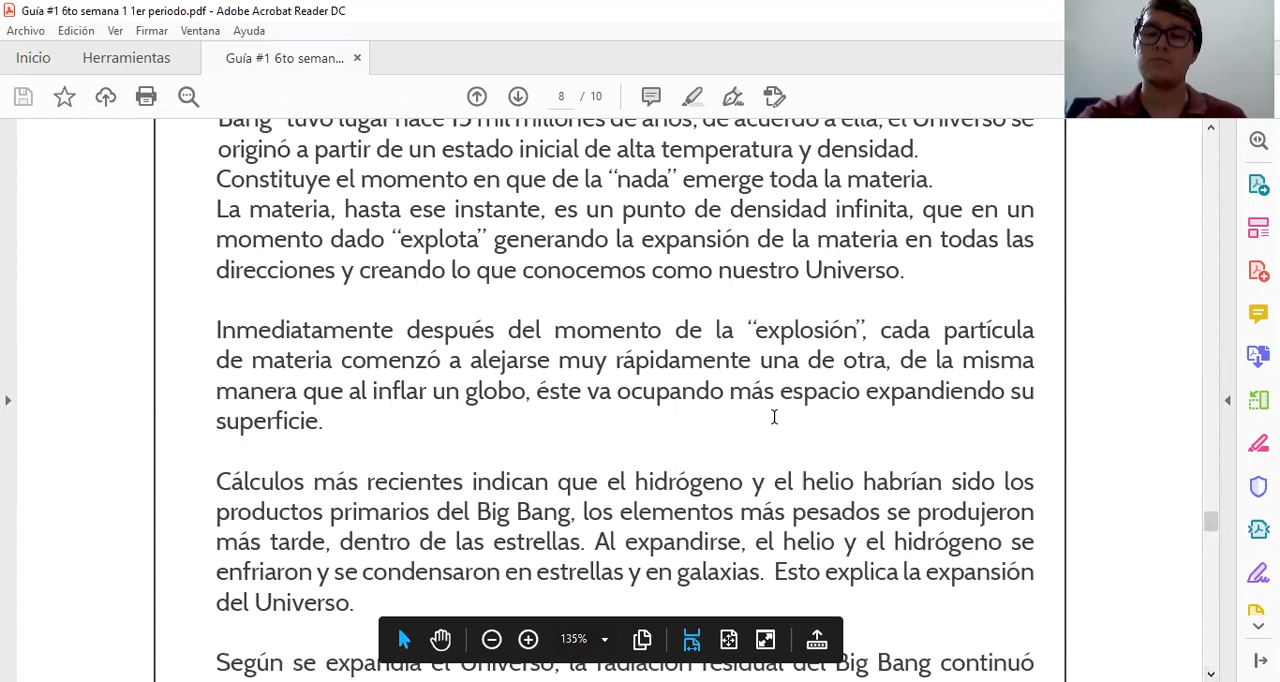 Guía #1 6to semana 1 1er periodo.pdf - Adobe Acrobat Reader DC
Archivo Edición Ver Firmar Ventana Ayuda
Inicio Herramientas Guía #1 6to seman... ×
8 / 10
Bang" tuvo lugar hace 15 mil millones de años, de acuerdo a ella, el Universo se
originó a partir de un estado inicial de alta temperatura y densidad.
Constituye el momento en que de la "nada" emerge toda la materia.
La materia, hasta ese instante, es un punto de densidad infinita, que en un
momento dado "explota" generando la expansión de la materia en todas las
direcciones y creando lo que conocemos como nuestro Universo.
Inmediatamente después del momento de la "explosión", cada partícula
de materia comenzó a alejarse muy rápidamente una de otra, de la misma
manera que al inflar un globo, éste va ocupando más espacio expandiendo su
superficie.
Cálculos más recientes indican que el hidrógeno y el helio habrían sido los
productos primarios del Big Bang, los elementos más pesados se produjeron
más tarde, dentro de las estrellas. Al expandirse, el helio y el hidrógeno se
enfriaron y se condensaron en estrellas y en galaxias. Esto explica la expansión
del Universo.
135%
Según se expandía el Universo, la radiación residual del Big Bang continuó